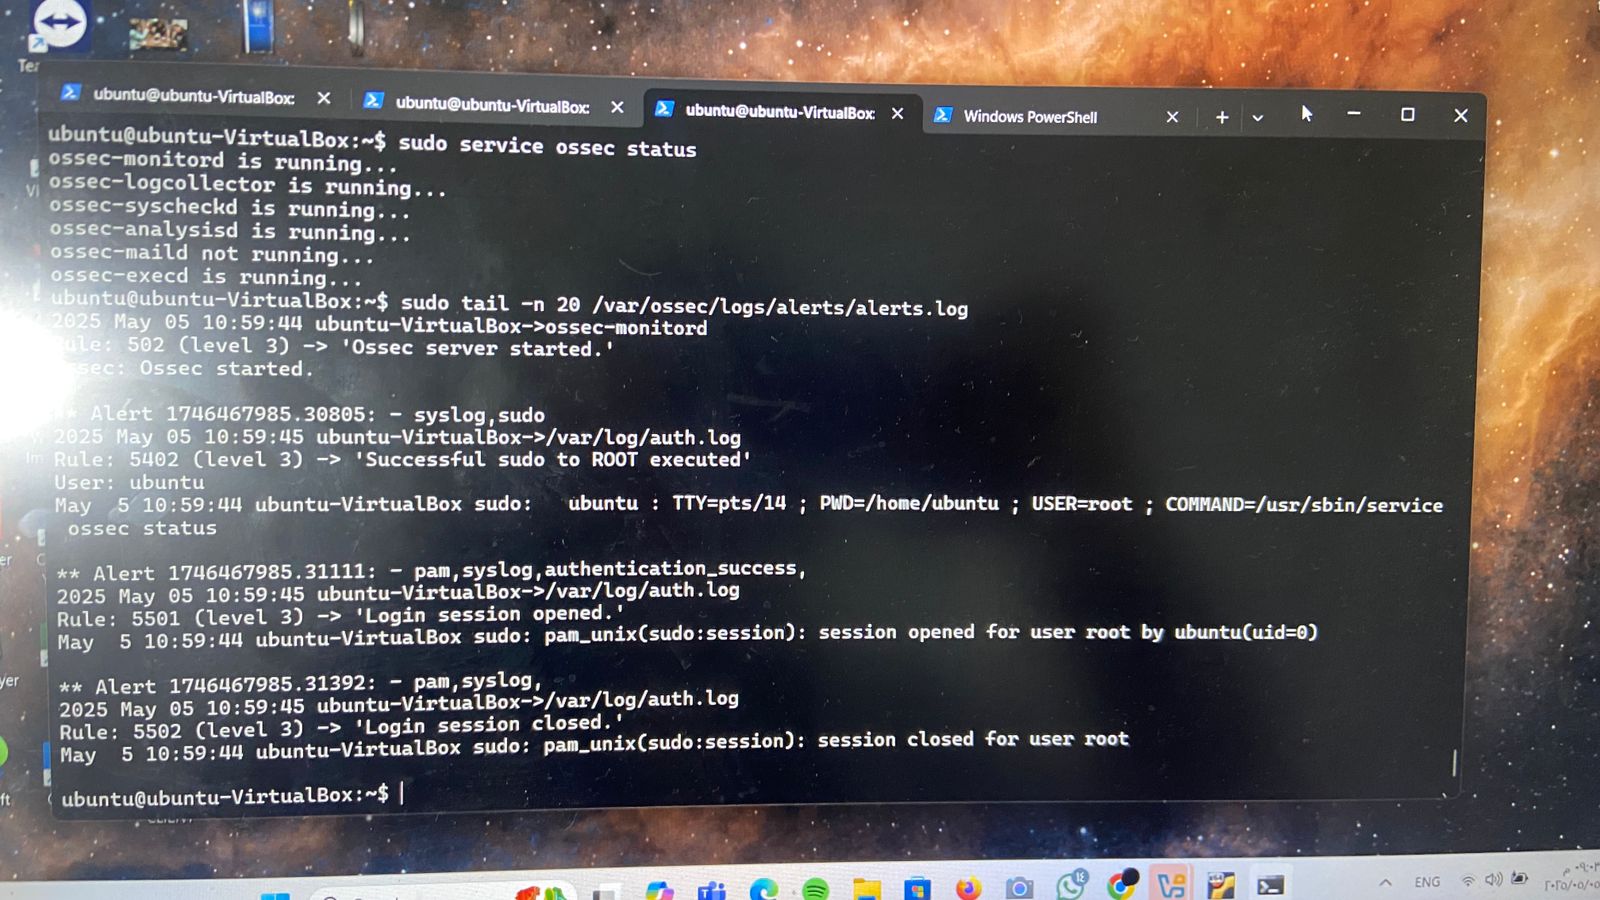 ubuntu@ubuntu-VirtualBox:
ubuntu@ubuntu-VirtualBox:
ubuntu@ubuntu-VirtualBox:
Windows PowerShell
ubuntu@ubuntu-VirtualBox:~$ sudo service ossec status
ossec-monitord is running...
ossec-logcollector is running...
ossec-syscheckd is running...
ossec-analysisd is running...
ossec-maild not running...
ossec-execd is running...
ubuntu@ubuntu-VirtualBox:~$ sudo tail -n 20 /var/ossec/logs/alerts/alerts.log
2025 May 05 10:59:44 ubuntu-VirtualBox->ossec-monitord
Rule: 502 (level 3) -> 'Ossec server started.'
ossec: Ossec started.
** Alert 1746467985.30805: - syslog,sudo
2025 May 05 10:59:45 ubuntu-VirtualBox->/var/log/auth.log
Rule: 5402 (level 3) -> 'Successful sudo to ROOT executed'
User: ubuntu
May  5 10:59:44 ubuntu-VirtualBox sudo:   ubuntu : TTY=pts/14 ; PWD=/home/ubuntu ; USER=root ; COMMAND=/usr/sbin/service
ossec status
** Alert 1746467985.31111: - pam,syslog,authentication_success,
2025 May 05 10:59:45 ubuntu-VirtualBox->/var/log/auth.log
Rule: 5501 (level 3) -> 'Login session opened.'
May  5 10:59:44 ubuntu-VirtualBox sudo: pam_unix(sudo:session): session opened for user root by ubuntu(uid=0)
** Alert 1746467985.31392: - pam,syslog,
2025 May 05 10:59:45 ubuntu-VirtualBox->/var/log/auth.log
Rule: 5502 (level 3) -> 'Login session closed.'
May  5 10:59:44 ubuntu-VirtualBox sudo: pam_unix(sudo:session): session closed for user root
ubuntu@ubuntu-VirtualBox:~$
ENG